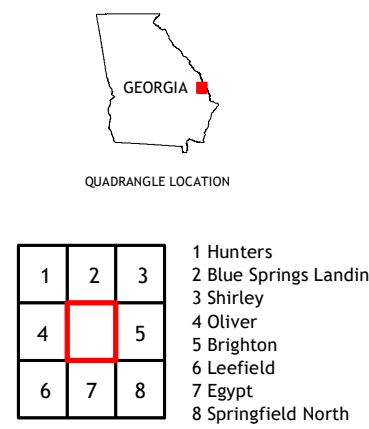 GEORGIA
QUADRANGLE LOCATION
1 2 3
4 5
6 7 8
1 Hunters
2 Blue Springs Landin
3 Shirley
4 Oliver
5 Brighton
6 Leefield
7 Egypt
8 Springfield North